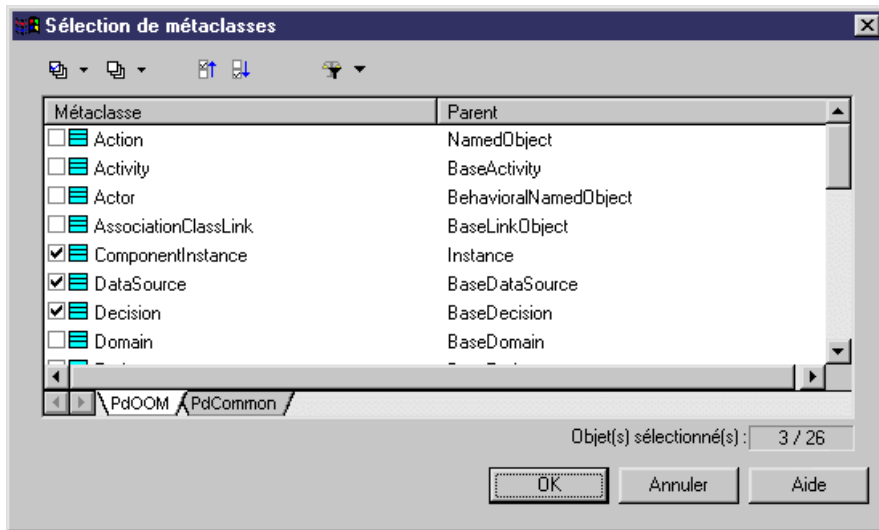 Sélection de métaclasses
Métaclasse Parent
Action NamedObject
Activity BaseActivity
Actor BehavioralNamedObject
AssociationClassLink BaseLinkObject
ComponentInstance Instance
DataSource BaseDataSource
Decision BaseDecision
Domain BaseDomain
PdOOM PdCommon
Objet(s) sélectionné(s) : 3 / 26
OK Annuler Aide